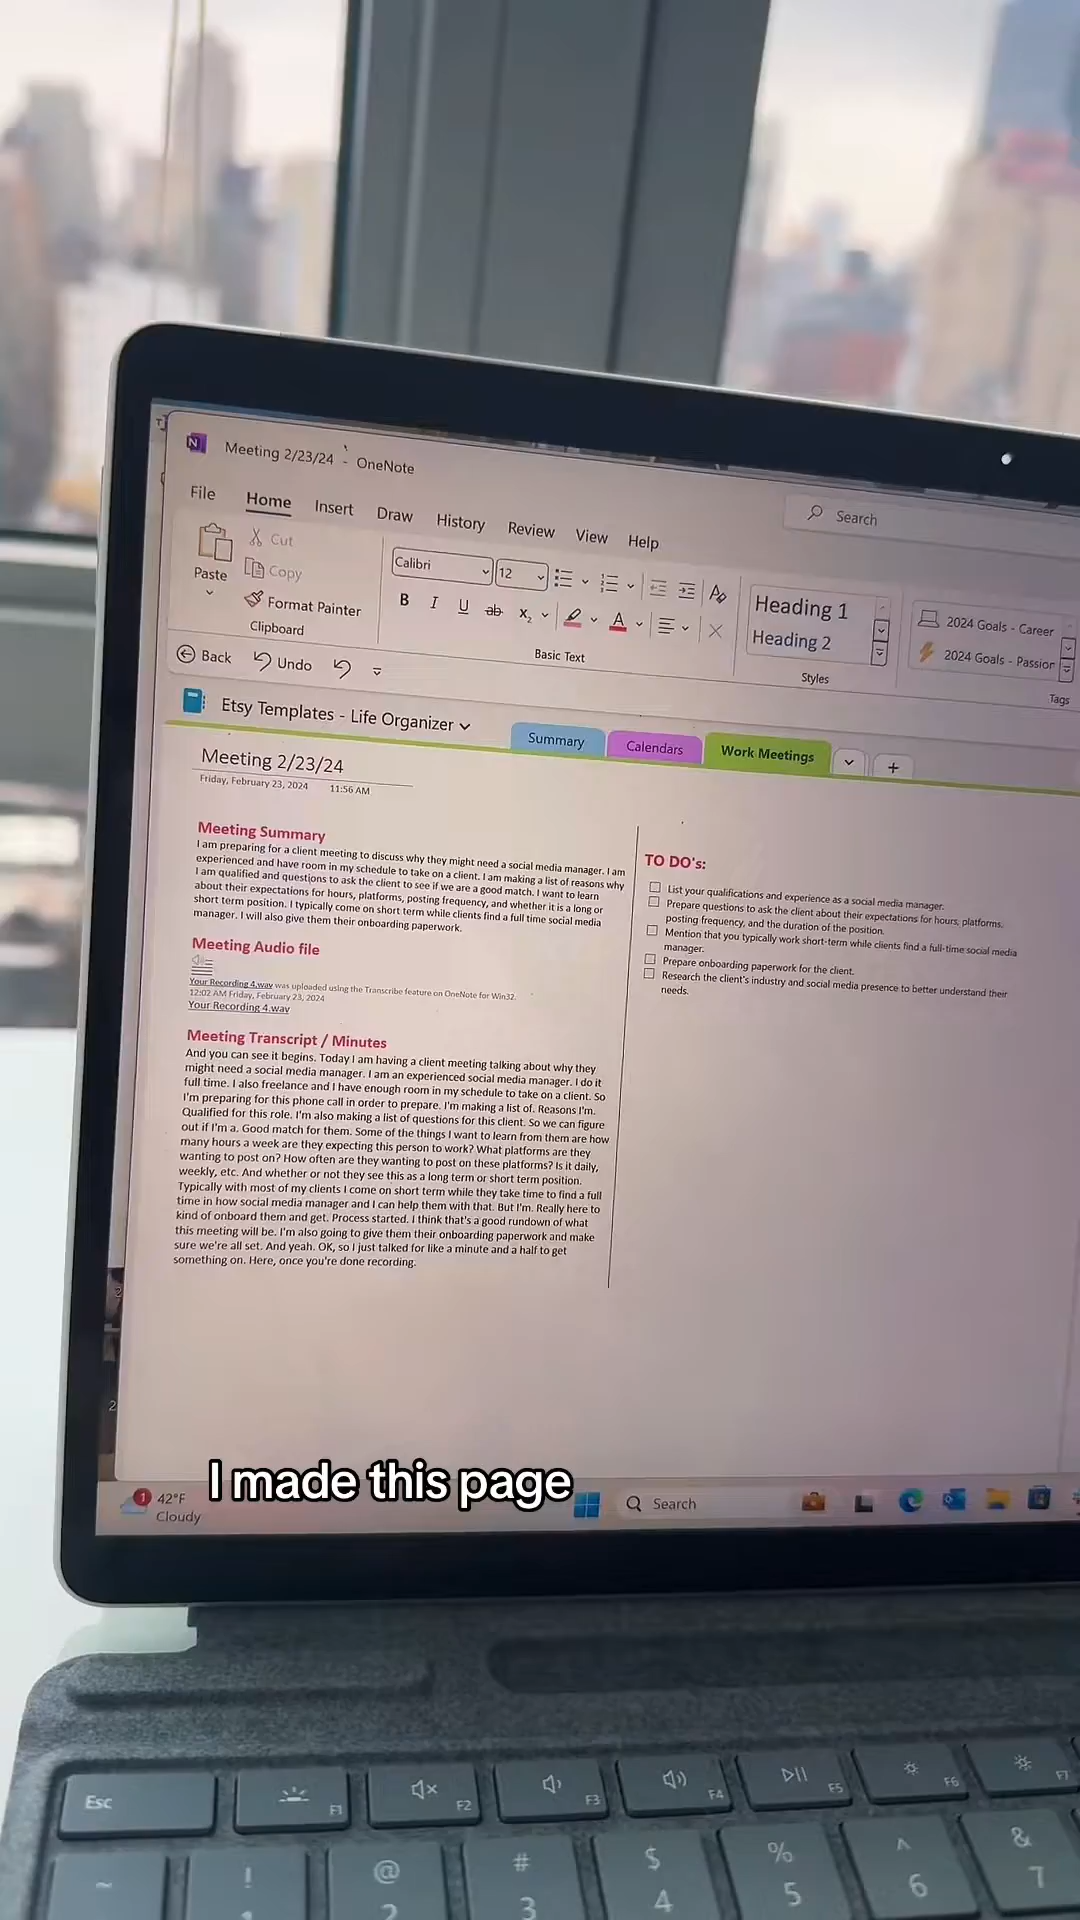 Meeting 2/23/24 - OneNote
Search
File Home Insert Draw History Review View Help
Paste
Cut
Copy
Format Painter
Clipboard
Calibri 12
B I U ab x₂ A
Basic Text
Heading 1
Heading 2
Styles
2024 Goals - Career
2024 Goals - Passion
Tags
Back Undo
Etsy Templates - Life Organizer
Summary Calendars Work Meetings +
Meeting 2/23/24
Friday, February 23, 2024 11:56 AM
Meeting Summary
I am preparing for a client meeting to discuss why they might need a social media manager. I am
experienced and have room in my schedule to take on a client. I am making a list of reasons why
I am qualified and questions to ask the client to see if we are a good match. I want to learn
about their expectations for hours, platforms, posting frequency, and whether it is a long or
short term position. I typically come on short term while clients find a full time social media
manager. I will also give them their onboarding paperwork.
Meeting Audio file
Your Recording 4.wav was uploaded using the Transcribe feature on OneNote for Win32.
12:02 AM Friday, February 23, 2024
Your Recording 4.wav
Meeting Transcript / Minutes
And you can see it begins. Today I am having a client meeting talking about why they
might need a social media manager. I am an experienced social media manager. I do it
full time. I also freelance and I have enough room in my schedule to take on a client. So
I'm preparing for this phone call in order to prepare. I'm making a list of. Reasons I'm.
Qualified for this role. I'm also making a list of questions for this client. So we can figure
out if I'm a. Good match for them. Some of the things I want to learn from them are how
many hours a week are they expecting this person to work? What platforms are they
wanting to post on? How often are they wanting to post on these platforms? Is it daily,
weekly, etc. And whether or not they see this as a long term or short term position.
Typically with most of my clients I come on short term while they take time to find a full
time in how social media manager and I can help them with that. But I'm. Really here to
kind of onboard them and get. Process started. I think that's a good rundown of what
this meeting will be. I'm also going to give them their onboarding paperwork and make
sure we're all set. And yeah. OK, so I just talked for like a minute and a half to get
something on. Here, once you're done recording.
TO DO's:
List your qualifications and experience as a social media manager.
Prepare questions to ask the client about their expectations for hours, platforms,
posting frequency, and the duration of the position.
Mention that you typically work short-term while clients find a full-time social media
manager.
Prepare onboarding paperwork for the client.
Research the client's industry and social media presence to better understand their
needs.
I made this page
1
42°F
Cloudy
Search
Esc F1 F2 F3 F4 F5 F6 F7
~ ! @ # $ % ^ &
2 3 4 5 6 7